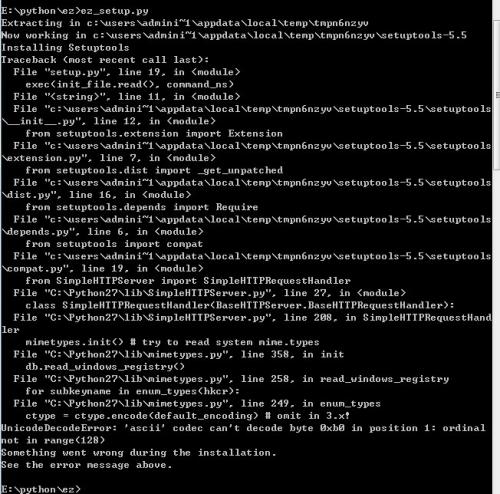 E:\python\ez>ez_setup.py
Extracting in c:\users\admini~1\appdata\local\temp\tmpn6nzyv
Now working in c:\users\admini~1\appdata\local\temp\tmpn6nzyv\setuptools-5.5
Installing Setuptools
Traceback (most recent call last):
  File "setup.py", line 19, in <module>
    exec(init_file.read(), command_ns)
  File "<string>", line 11, in <module>
  File "c:\users\admini~1\appdata\local\temp\tmpn6nzyv\setuptools-5.5\setuptools
\__init__.py", line 12, in <module>
    from setuptools.extension import Extension
  File "c:\users\admini~1\appdata\local\temp\tmpn6nzyv\setuptools-5.5\setuptools
\extension.py", line 7, in <module>
    from setuptools.dist import _get_unpatched
  File "c:\users\admini~1\appdata\local\temp\tmpn6nzyv\setuptools-5.5\setuptools
\dist.py", line 16, in <module>
    from setuptools.depends import Require
  File "c:\users\admini~1\appdata\local\temp\tmpn6nzyv\setuptools-5.5\setuptools
\depends.py", line 6, in <module>
    from setuptools import compat
  File "c:\users\admini~1\appdata\local\temp\tmpn6nzyv\setuptools-5.5\setuptools
\compat.py", line 19, in <module>
    from SimpleHTTPServer import SimpleHTTPRequestHandler
  File "C:\Python27\lib\SimpleHTTPServer.py", line 27, in <module>
    class SimpleHTTPRequestHandler(BaseHTTPServer.BaseHTTPRequestHandler):
  File "C:\Python27\lib\SimpleHTTPServer.py", line 208, in SimpleHTTPRequestHand
ler
    mimetypes.init() # try to read system mime.types
  File "C:\Python27\lib\mimetypes.py", line 358, in init
    db.read_windows_registry()
  File "C:\Python27\lib\mimetypes.py", line 258, in read_windows_registry
    for subkeyname in enum_types(hkcr):
  File "C:\Python27\lib\mimetypes.py", line 249, in enum_types
    ctype = ctype.encode(default_encoding) # omit in 3.x!
UnicodeDecodeError: 'ascii' codec can't decode byte 0xb0 in position 1: ordinal
not in range(128)
Something went wrong during the installation.
See the error message above.
E:\python\ez>